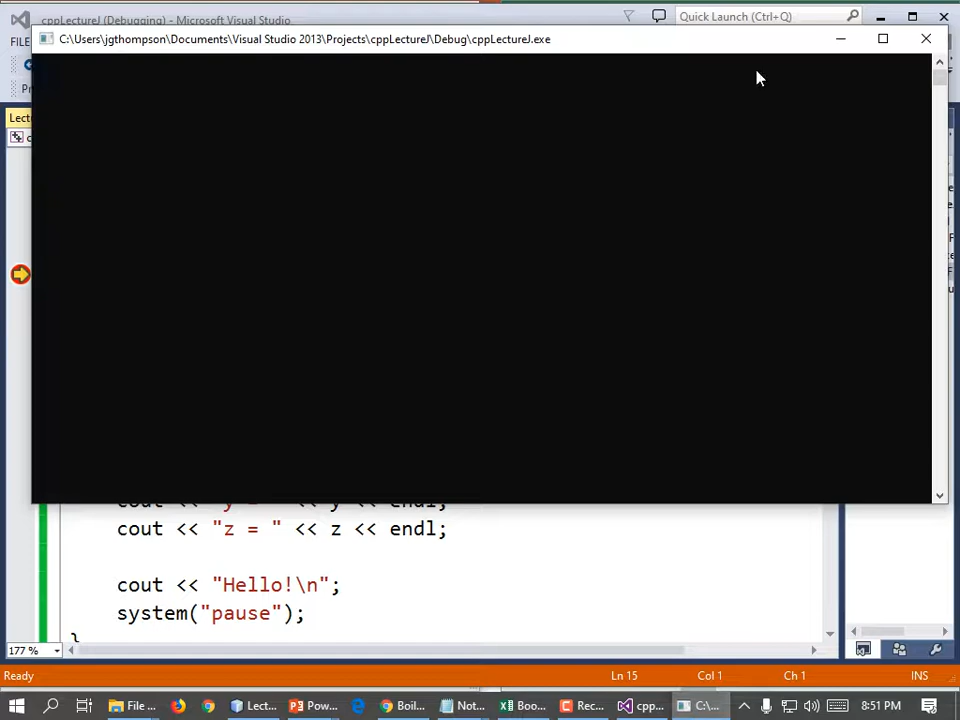 cppLectureJ (Debugging) - Microsoft Visual Studio
Quick Launch (Ctrl+Q)
C:\Users\jgthompson\Documents\Visual Studio 2013\Projects\cppLectureJ\Debug\cppLectureJ.exe
cout << "y = " << y << endl;
cout << "z = " << z << endl;
cout << "Hello!\n";
system("pause");
}
177 %
Ready
Ln 15
Col 1
Ch 1
INS
File ...
Lect...
Pow...
Not...
Boil...
Boo...
Rec...
cpp...
C:\...
8:51 PM